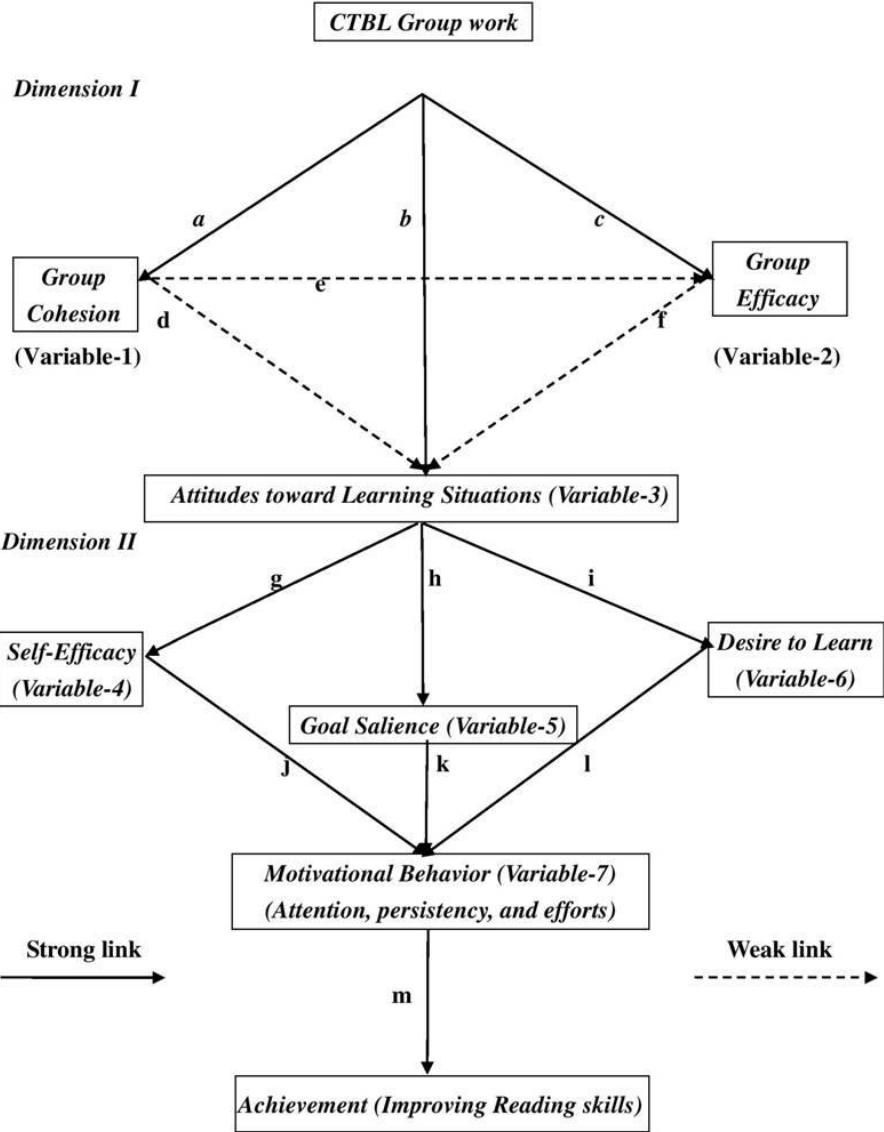 CTBL Group work
Dimension I
a
b
c
Group
Cohesion
(Variable-1)
Group
Efficacy
(Variable-2)
e
d
f
Attitudes toward Learning Situations (Variable-3)
Dimension II
g
h
i
Self-Efficacy
(Variable-4)
Desire to Learn
(Variable-6)
Goal Salience (Variable-5)
j
k
l
Motivational Behavior (Variable-7)
(Attention, persistency, and efforts)
Strong link
Weak link
m
Achievement (Improving Reading skills)